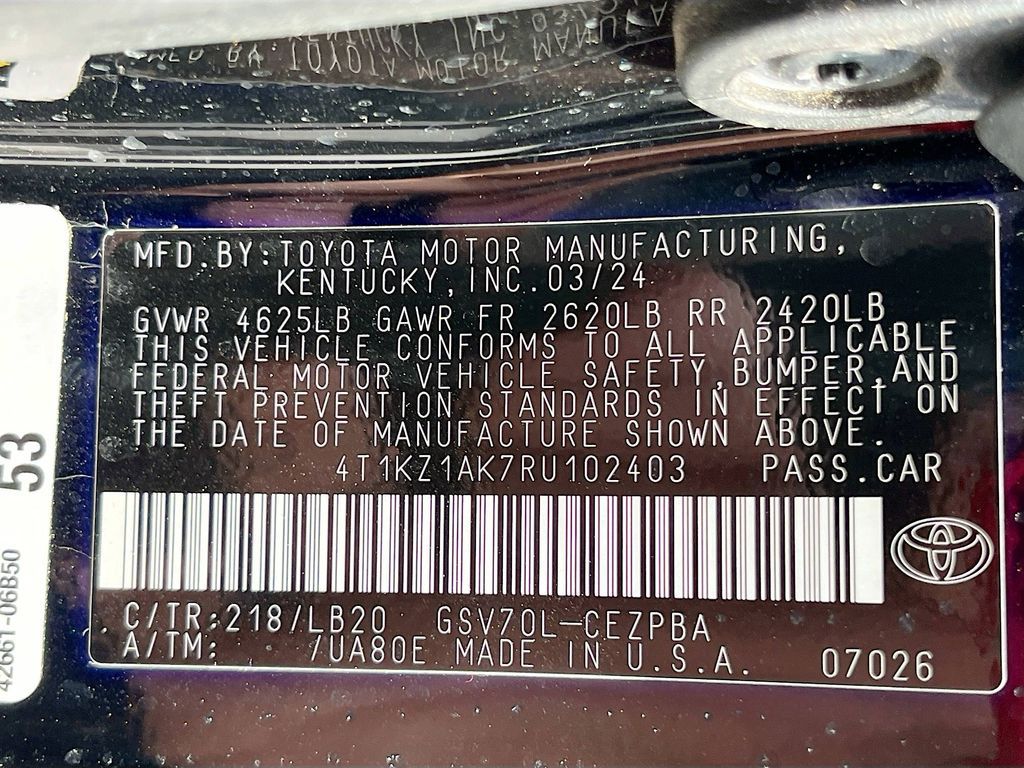 MFD.BY:TOYOTA MOTOR MANUFACTURING,
KENTUCKY,INC.03/24
GVWR 4625LB GAWR FR 2620LB RR 2420LB
THIS VEHICLE CONFORMS TO ALL APPLICABLE
FEDERAL MOTOR VEHICLE SAFETY,BUMPER,AND
THEFT PREVENTION STANDARDS IN EFFECT ON
THE DATE OF MANUFACTURE SHOWN ABOVE.
4T1KZ1AK7RU102403 PASS.CAR
C/TR:218/LB20 GSV70L-CEZPBA
A/TM: /UA80E MADE IN U.S.A. 07026
53
42661-06B50